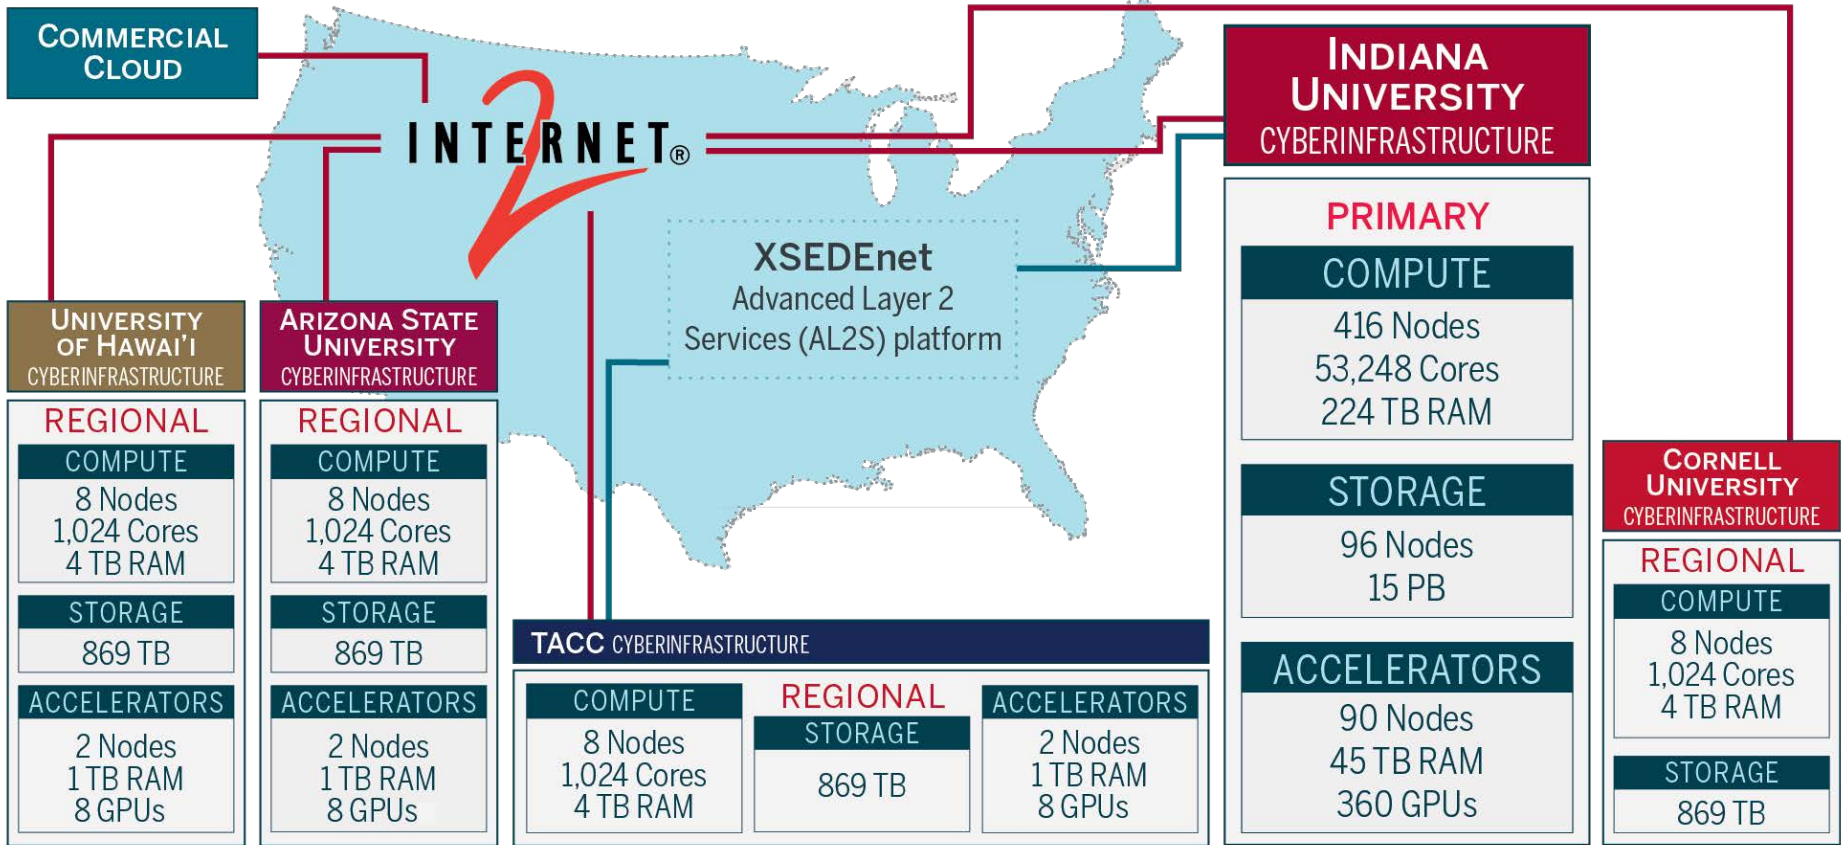 COMMERCIAL
CLOUD
INTERNET®
2
XSEDEnet
Advanced Layer 2
Services (AL2S) platform
INDIANA
UNIVERSITY
CYBERINFRASTRUCTURE
PRIMARY
COMPUTE
416 Nodes
53,248 Cores
224 TB RAM
STORAGE
96 Nodes
15 PB
ACCELERATORS
90 Nodes
45 TB RAM
360 GPUs
UNIVERSITY
OF HAWAI'I
CYBERINFRASTRUCTURE
REGIONAL
COMPUTE
8 Nodes
1,024 Cores
4 TB RAM
STORAGE
869 TB
ACCELERATORS
2 Nodes
1 TB RAM
8 GPUs
ARIZONA STATE
UNIVERSITY
CYBERINFRASTRUCTURE
REGIONAL
COMPUTE
8 Nodes
1,024 Cores
4 TB RAM
STORAGE
869 TB
ACCELERATORS
2 Nodes
1 TB RAM
8 GPUs
TACC CYBERINFRASTRUCTURE
REGIONAL
COMPUTE
8 Nodes
1,024 Cores
4 TB RAM
STORAGE
869 TB
ACCELERATORS
2 Nodes
1 TB RAM
8 GPUs
CORNELL
UNIVERSITY
CYBERINFRASTRUCTURE
REGIONAL
COMPUTE
8 Nodes
1,024 Cores
4 TB RAM
STORAGE
869 TB